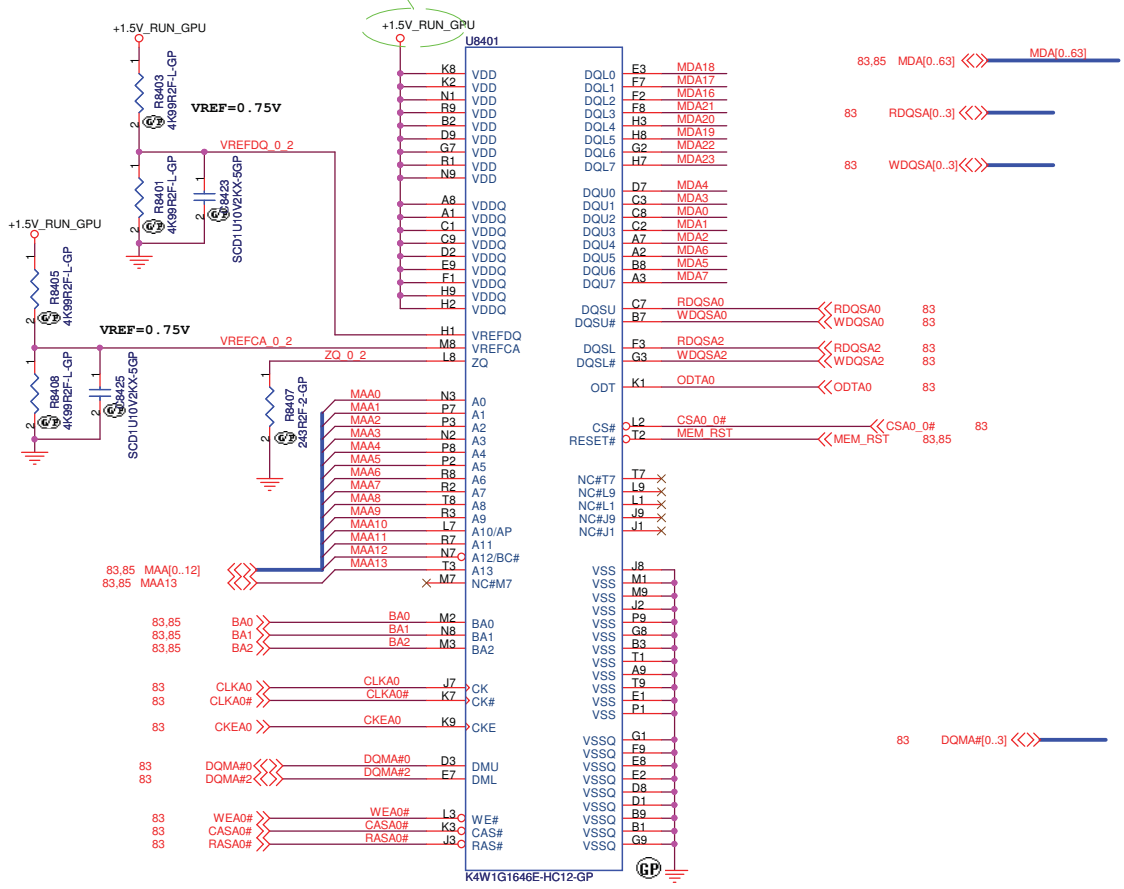 +1.5V_RUN_GPU
R8403
4K99R2F-L-GP
1
2
G/P
VREF=0.75V
VREFDQ_0_2
R8401
4K99R2F-L-GP
1
2
G/P
C8423
SCD1U10V2KX-5GP
1
2
G/P
+1.5V_RUN_GPU
R8405
4K99R2F-L-GP
1
2
G/P
VREF=0.75V
VREFCA_0_2
R8408
4K99R2F-L-GP
1
2
G/P
C8425
SCD1U10V2KX-5GP
1
2
G/P
ZQ_0_2
R8407
243R2F-2-GP
1
2
G/P
+1.5V_RUN_GPU
U8401
K8 VDD
K2 VDD
N1 VDD
R9 VDD
B2 VDD
D9 VDD
G7 VDD
R1 VDD
N9 VDD
A8 VDDQ
A1 VDDQ
C1 VDDQ
C9 VDDQ
D2 VDDQ
E9 VDDQ
F1 VDDQ
H9 VDDQ
H2 VDDQ
H1 VREFDQ
M8 VREFCA
L8 ZQ
MAA0 N3 A0
MAA1 P7 A1
MAA2 P3 A2
MAA3 N2 A3
MAA4 P8 A4
MAA5 P2 A5
MAA6 R8 A6
MAA7 R2 A7
MAA8 T8 A8
MAA9 R3 A9
MAA10 L7 A10/AP
MAA11 R7 A11
MAA12 N7 A12/BC#
MAA13 T3 A13
M7 NC#M7
83,85 MAA[0..12]
83,85 MAA13
83,85 BA0 BA0 M2 BA0
83,85 BA1 BA1 N8 BA1
83,85 BA2 BA2 M3 BA2
83 CLKA0 CLKA0 J7 CK
83 CLKA0# CLKA0# K7 CK#
83 CKEA0 CKEA0 K9 CKE
83 DQMA#0 DQMA#0 D3 DMU
83 DQMA#2 DQMA#2 E7 DML
83 WEA0# WEA0# L3 WE#
83 CASA0# CASA0# K3 CAS#
83 RASA0# RASA0# J3 RAS#
DQL0 E3 MDA18
DQL1 F7 MDA17
DQL2 F2 MDA16
DQL3 F8 MDA21
DQL4 H3 MDA20
DQL5 H8 MDA19
DQL6 G2 MDA22
DQL7 H7 MDA23
DQU0 D7 MDA4
DQU1 C3 MDA3
DQU2 C8 MDA0
DQU3 C2 MDA1
DQU4 A7 MDA2
DQU5 A2 MDA6
DQU6 B8 MDA5
DQU7 A3 MDA7
DQSU C7 RDQSA0 RDQSA0 83
DQSU# B7 WDQSA0 WDQSA0 83
DQSL F3 RDQSA2 RDQSA2 83
DQSL# G3 WDQSA2 WDQSA2 83
ODT K1 ODTA0 ODTA0 83
CS# L2 CSA0_0# CSA0_0# 83
RESET# T2 MEM_RST MEM_RST 83,85
NC#T7 T7
NC#L9 L9
NC#L1 L1
NC#J9 J9
NC#J1 J1
VSS J8
VSS M1
VSS M9
VSS J2
VSS P9
VSS G8
VSS B3
VSS T1
VSS A9
VSS T9
VSS E1
VSS P1
VSSQ G1
VSSQ F9
VSSQ E8
VSSQ E2
VSSQ D8
VSSQ D1
VSSQ B9
VSSQ B1
VSSQ G9
GP
K4W1G1646E-HC12-GP
83,85 MDA[0..63] MDA[0..63]
83 RDQSA[0..3]
83 WDQSA[0..3]
83 DQMA#[0..3]